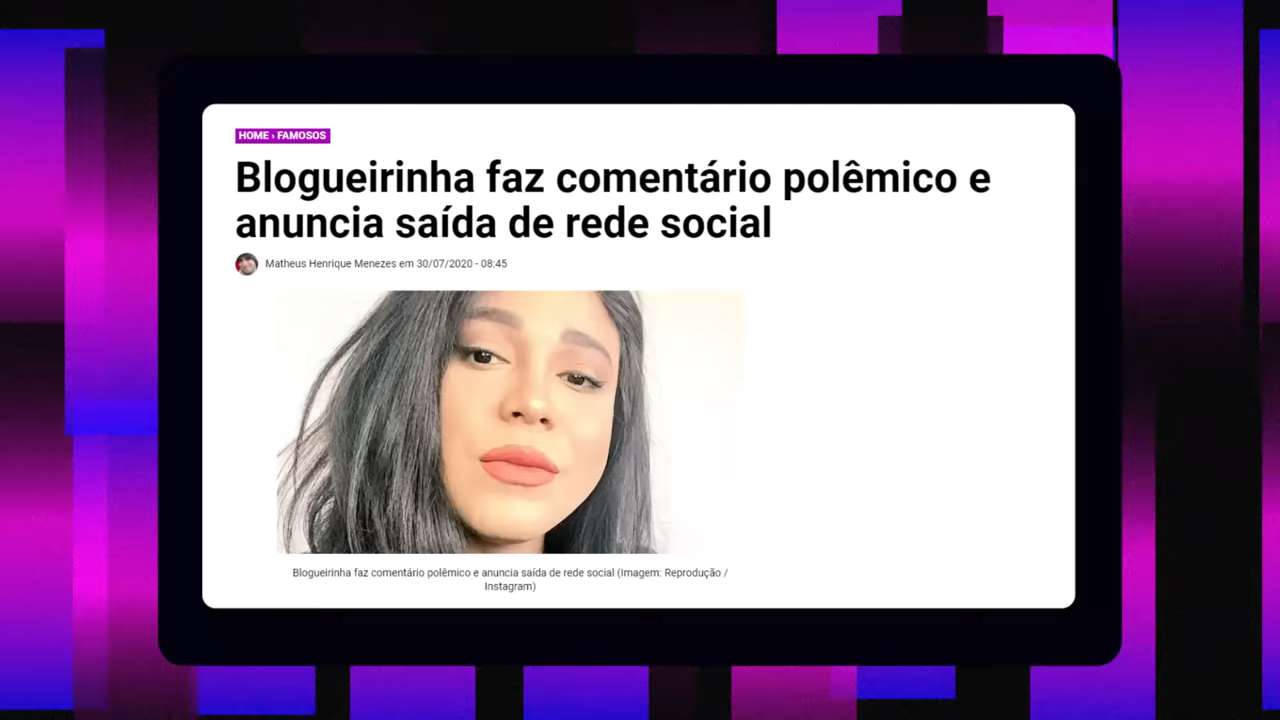 HOME › FAMOSOS
Blogueirinha faz comentário polêmico e
anuncia saída de rede social
Matheus Henrique Menezes em 30/07/2020 - 08:45
Blogueirinha faz comentário polêmico e anuncia saída de rede social (Imagem: Reprodução /
Instagram)